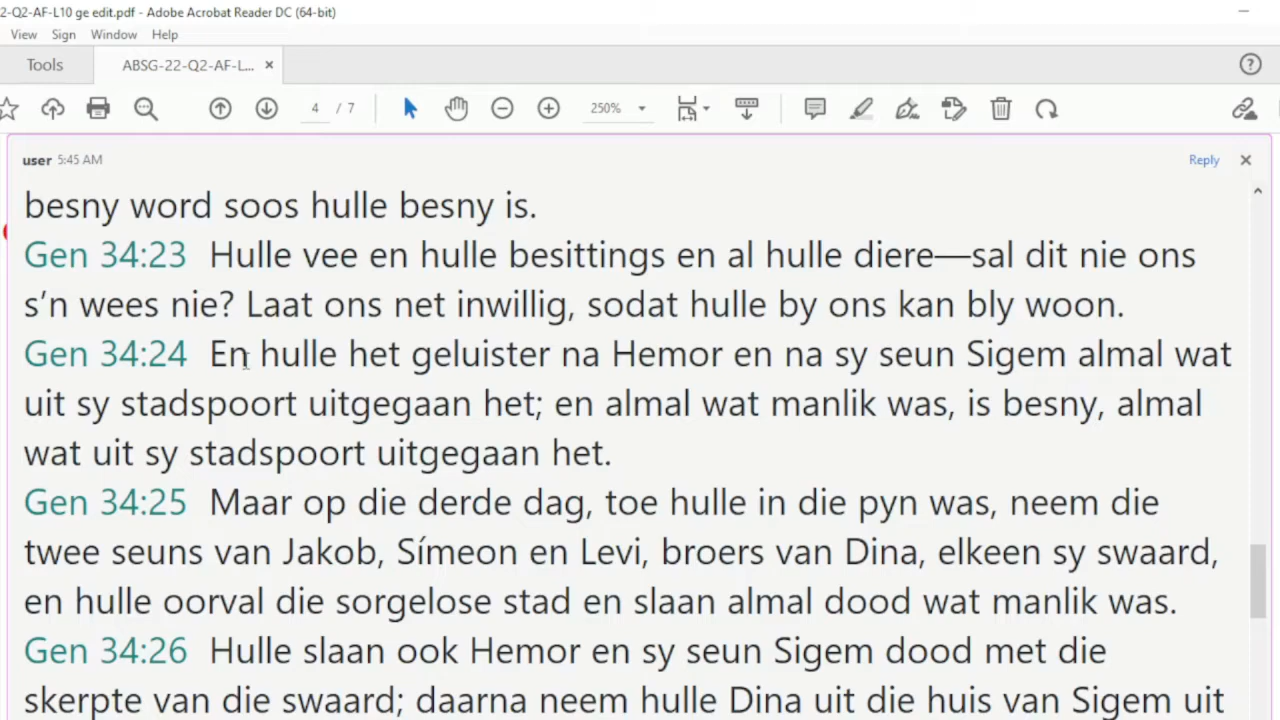 2-Q2-AF-L10 ge edit.pdf - Adobe Acrobat Reader DC (64-bit)
View Sign Window Help
Tools ABSG-22-Q2-AF-L...
4 / 7 250%
user 5:45 AM Reply
besny word soos hulle besny is.
Gen 34:23 Hulle vee en hulle besittings en al hulle diere—sal dit nie ons
s’n wees nie? Laat ons net inwillig, sodat hulle by ons kan bly woon.
Gen 34:24 En hulle het geluister na Hemor en na sy seun Sigem almal wat
uit sy stadspoort uitgegaan het; en almal wat manlik was, is besny, almal
wat uit sy stadspoort uitgegaan het.
Gen 34:25 Maar op die derde dag, toe hulle in die pyn was, neem die
twee seuns van Jakob, Símeon en Levi, broers van Dina, elkeen sy swaard,
en hulle oorval die sorgelose stad en slaan almal dood wat manlik was.
Gen 34:26 Hulle slaan ook Hemor en sy seun Sigem dood met die
skerpte van die swaard; daarna neem hulle Dina uit die huis van Sigem uit